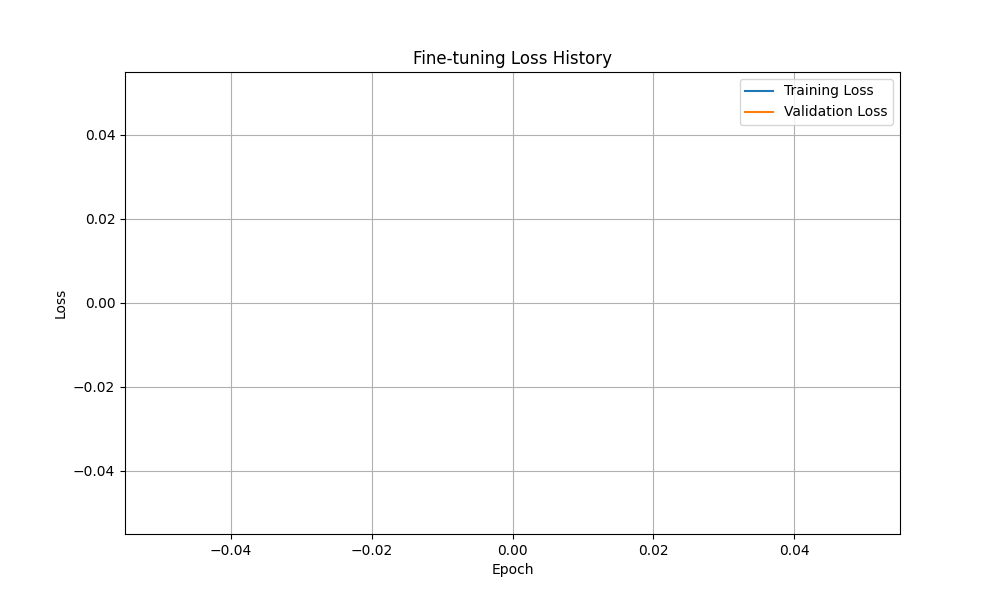 Fine-tuning Loss History
Training Loss
Validation Loss
0.04
0.02
0.00
−0.02
−0.04
Loss
−0.04
−0.02
0.00
0.02
0.04
Epoch